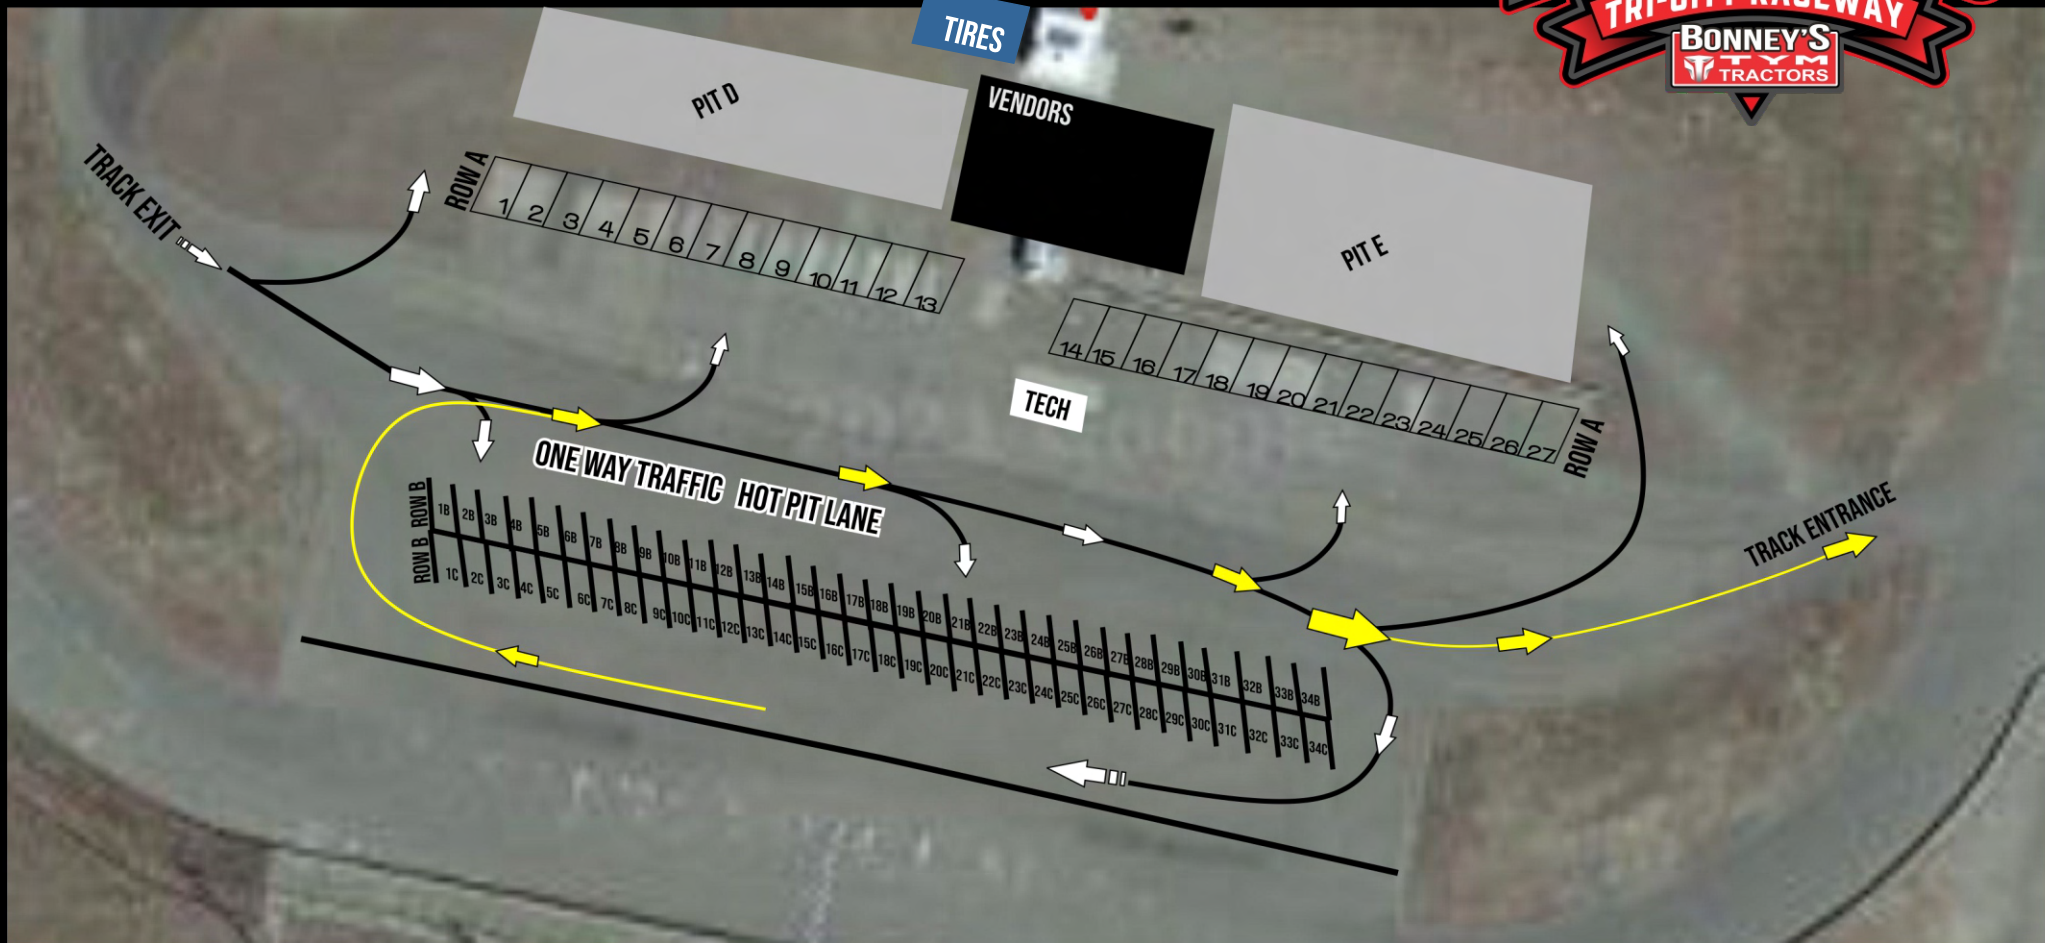 TRI-CITY RACEWAY
BONNEY'S
TYM
TRACTORS
TIRES
PIT D
VENDORS
PIT E
TRACK EXIT
ROW A
1 2 3 4 5 6 7 8 9 10 11 12 13
14 15 16 17 18 19 20 21 22 23 24 25 26 27
ROW A
TECH
ONE WAY TRAFFIC HOT PIT LANE
TRACK ENTRANCE
ROW B
1B 2B 3B 4B 5B 6B 7B 8B 9B 10B 11B 12B 13B 14B 15B 16B 17B 18B 19B 20B 21B 22B 23B 24B 25B 26B 27B 28B 29B 30B 31B 32B 33B 34B
ROW B
1C 2C 3C 4C 5C 6C 7C 8C 9C 10C 11C 12C 13C 14C 15C 16C 17C 18C 19C 20C 21C 22C 23C 24C 25C 26C 27C 28C 29C 30C 31C 32C 33C 34C